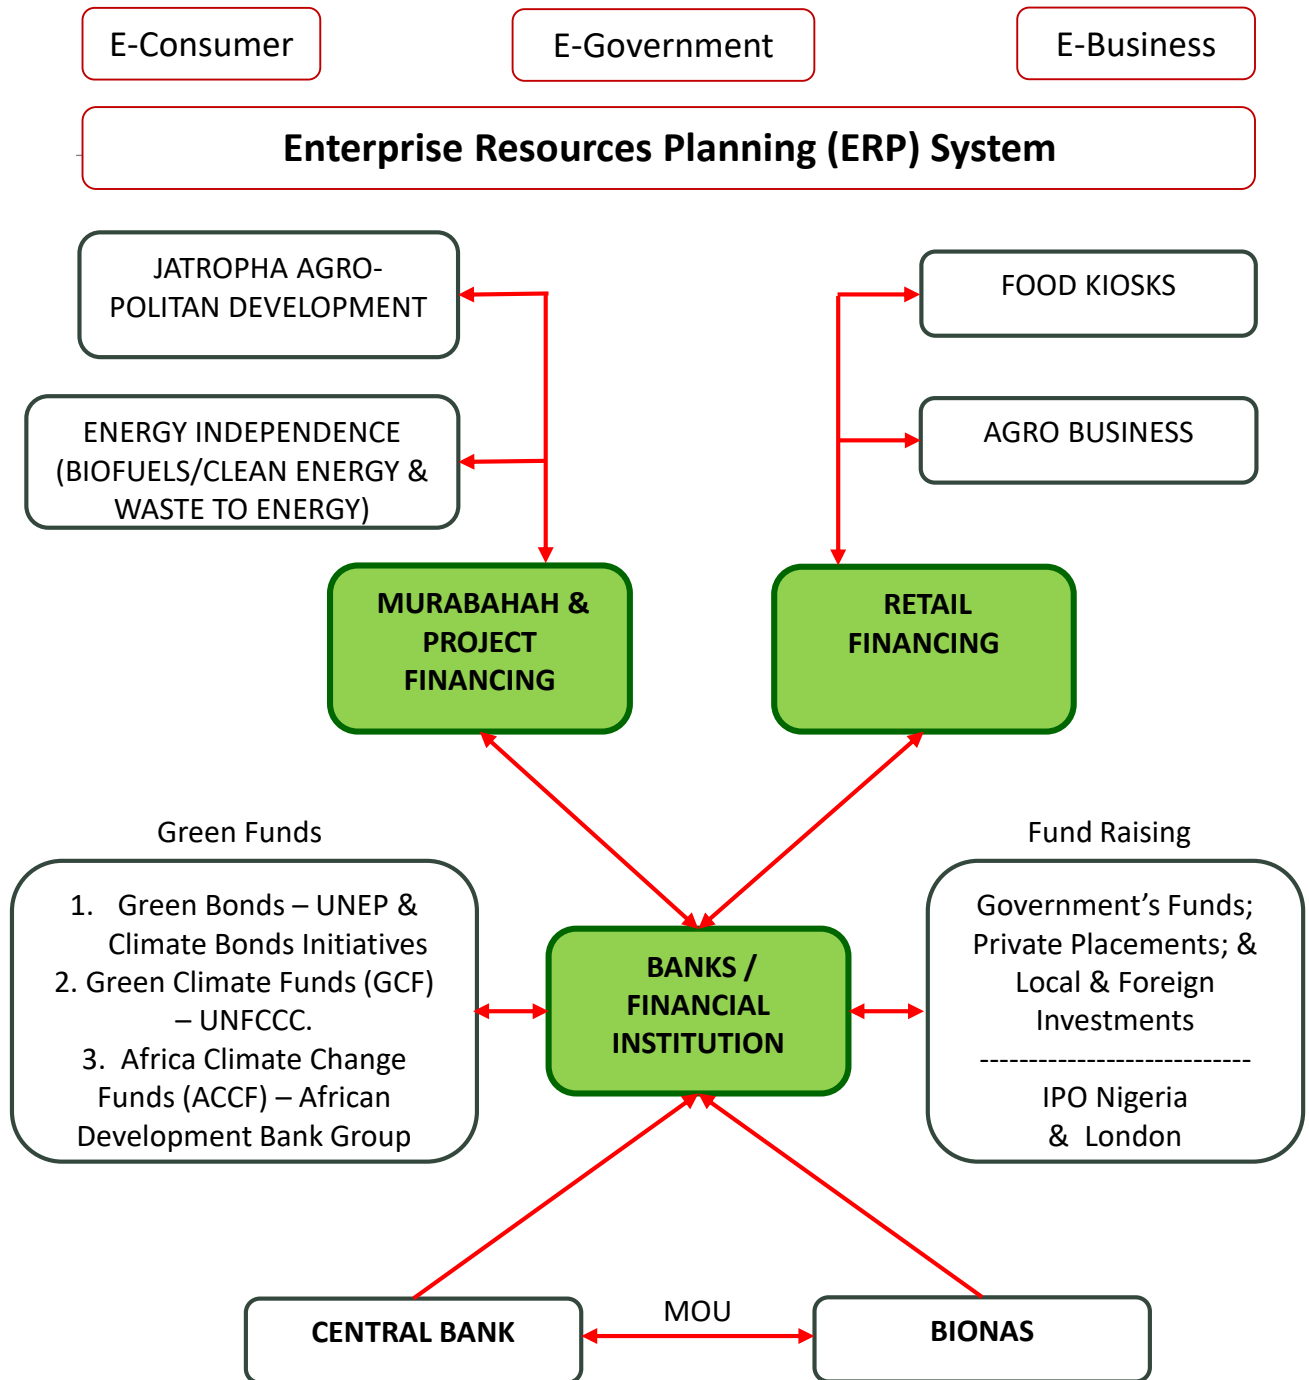 E-Consumer
E-Government
E-Business
Enterprise Resources Planning (ERP) System
JATROPHA AGRO-
POLITAN DEVELOPMENT
FOOD KIOSKS
ENERGY INDEPENDENCE
(BIOFUELS/CLEAN ENERGY &
WASTE TO ENERGY)
AGRO BUSINESS
MURABAHAH &
PROJECT
FINANCING
RETAIL
FINANCING
Green Funds
1. Green Bonds – UNEP &
Climate Bonds Initiatives
2. Green Climate Funds (GCF)
– UNFCCC.
3. Africa Climate Change
Funds (ACCF) – African
Development Bank Group
BANKS /
FINANCIAL
INSTITUTION
Fund Raising
Government’s Funds;
Private Placements; &
Local & Foreign
Investments
----------------------------
IPO Nigeria
& London
CENTRAL BANK
MOU
BIONAS